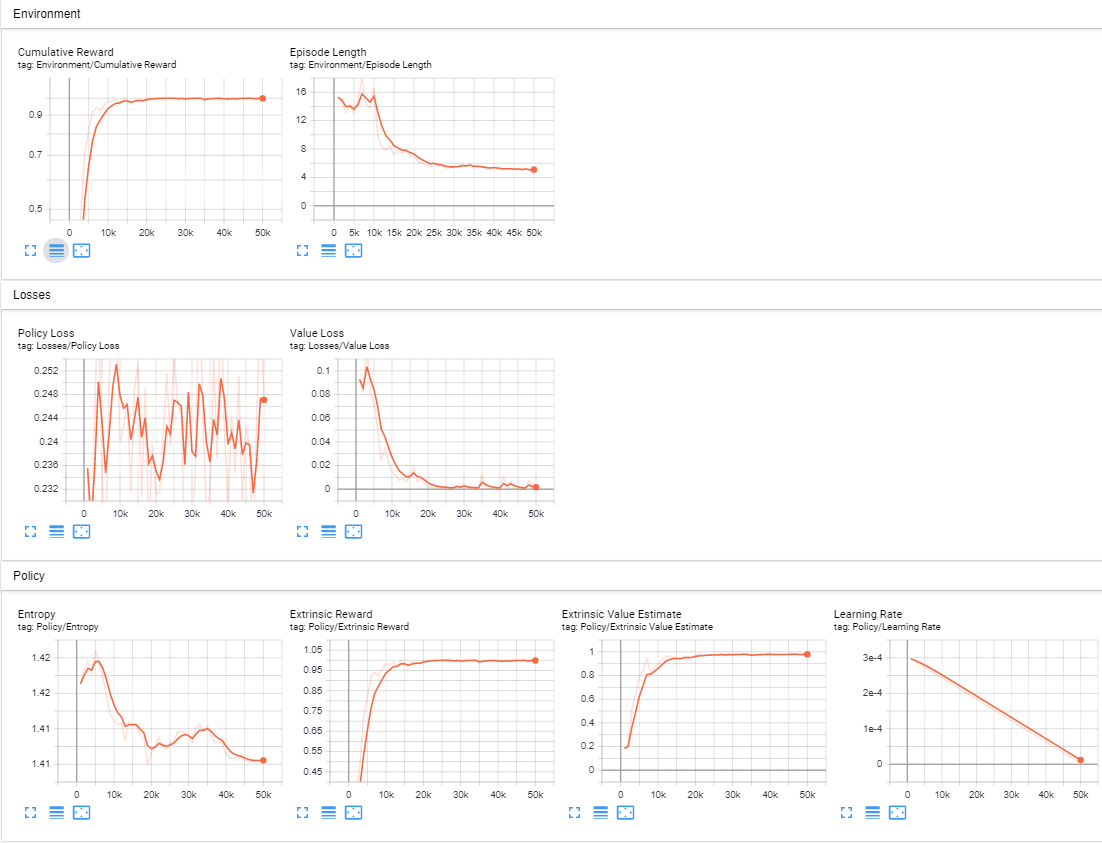 Environment
Cumulative Reward
tag: Environment/Cumulative Reward
0.9
0.7
0.5
0 10k 20k 30k 40k 50k
Episode Length
tag: Environment/Episode Length
16
12
8
4
0
0 5k 10k 15k 20k 25k 30k 35k 40k 45k 50k
Losses
Policy Loss
tag: Losses/Policy Loss
0.252
0.248
0.244
0.24
0.236
0.232
0 10k 20k 30k 40k 50k
Value Loss
tag: Losses/Value Loss
0.1
0.08
0.06
0.04
0.02
0
0 10k 20k 30k 40k 50k
Policy
Entropy
tag: Policy/Entropy
1.42
1.42
1.41
1.41
0 10k 20k 30k 40k 50k
Extrinsic Reward
tag: Policy/Extrinsic Reward
1.05
0.95
0.85
0.75
0.65
0.55
0.45
0 10k 20k 30k 40k 50k
Extrinsic Value Estimate
tag: Policy/Extrinsic Value Estimate
1
0.8
0.6
0.4
0.2
0
0 10k 20k 30k 40k 50k
Learning Rate
tag: Policy/Learning Rate
3e-4
2e-4
1e-4
0
0 10k 20k 30k 40k 50k